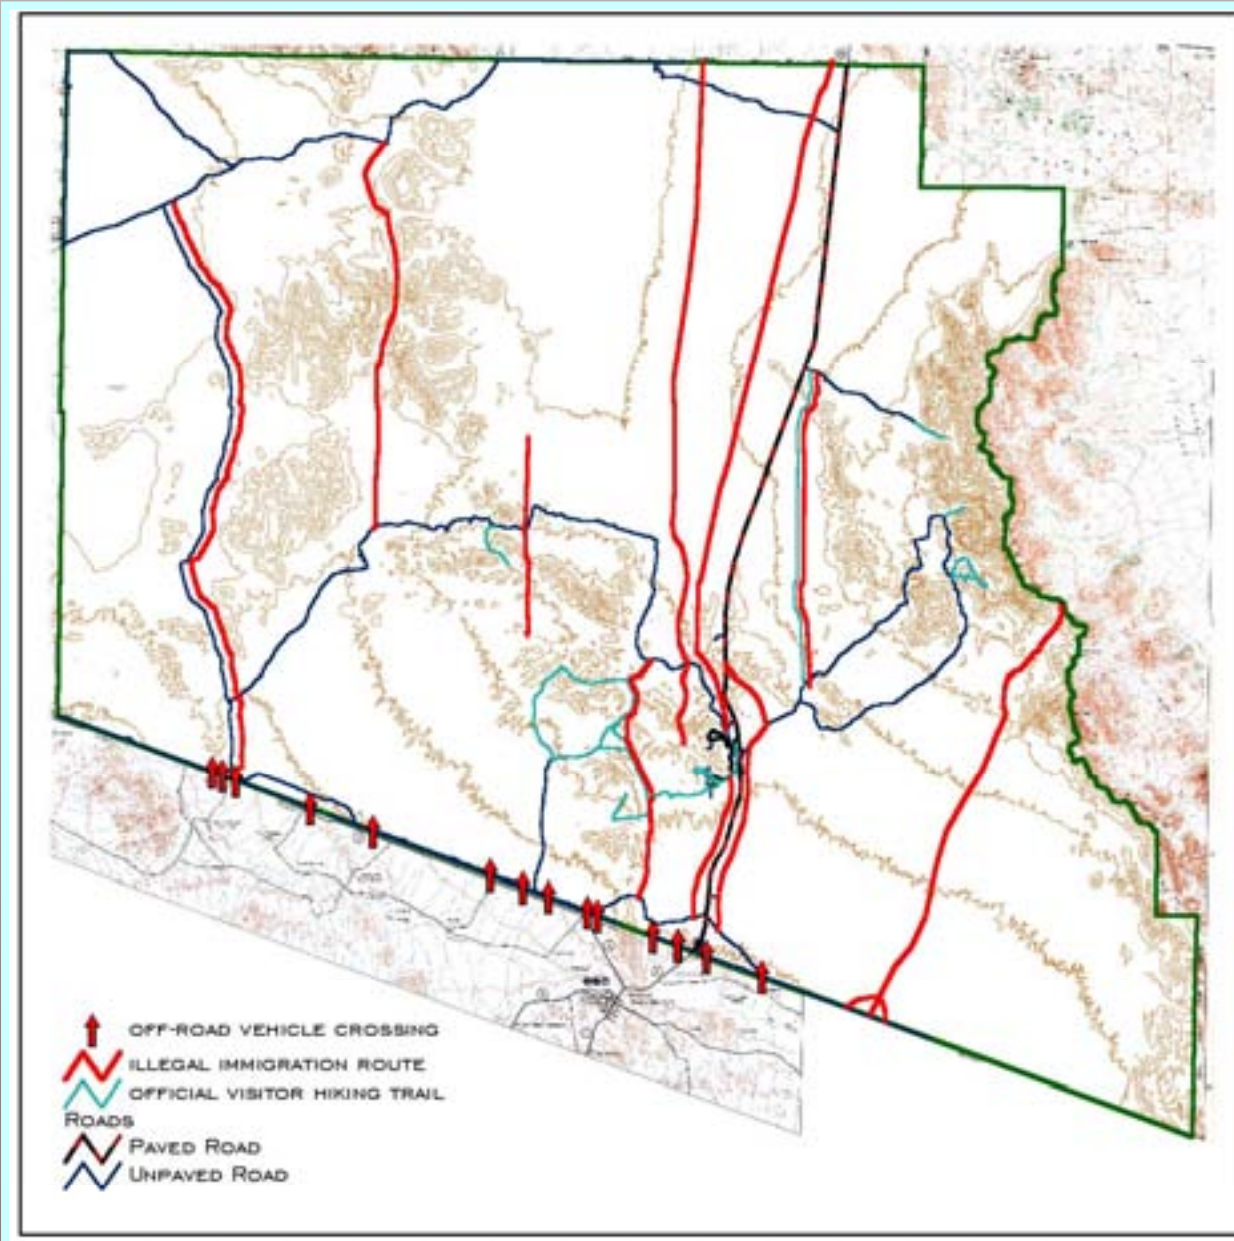 OFF-ROAD VEHICLE CROSSING
ILLEGAL IMMIGRATION ROUTE
OFFICIAL VISITOR HIKING TRAIL
ROADS
PAVED ROAD
UNPAVED ROAD